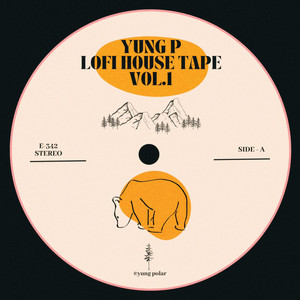 YUNG P
LOFI HOUSE TAPE
VOL.1
E-342
STEREO
SIDE - A
@yung polar